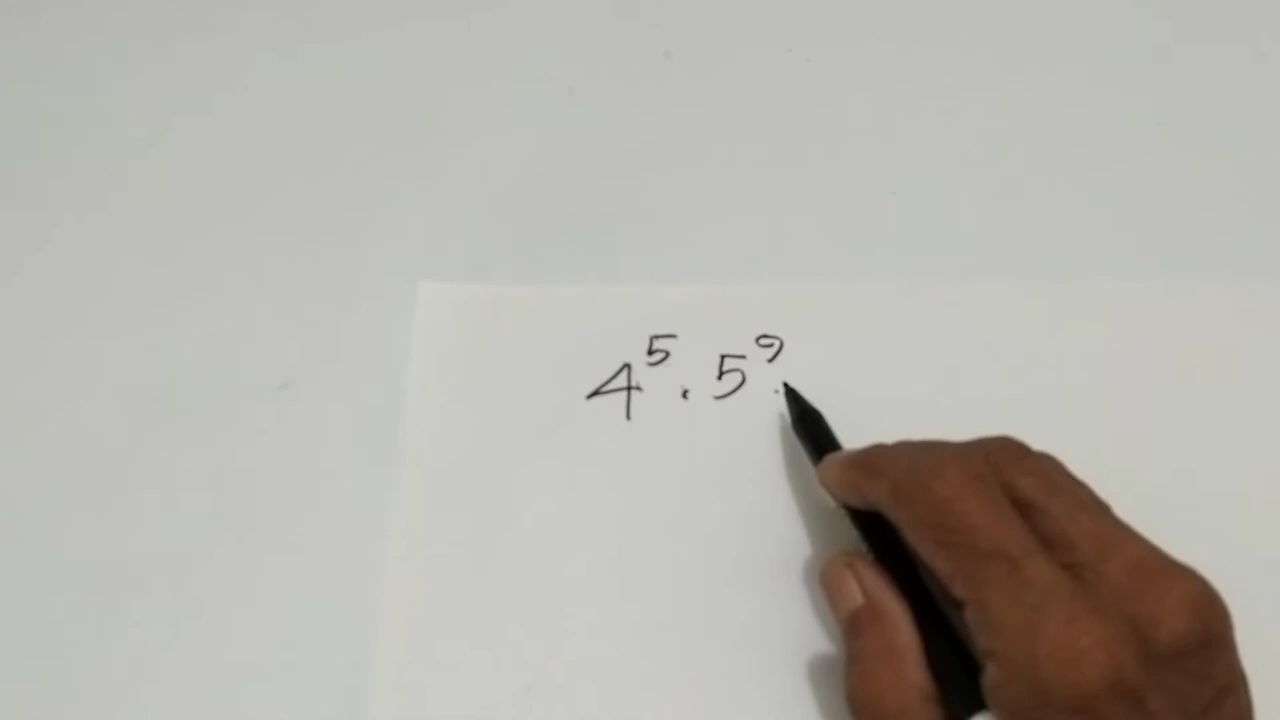 4⁵ . 5⁹ .